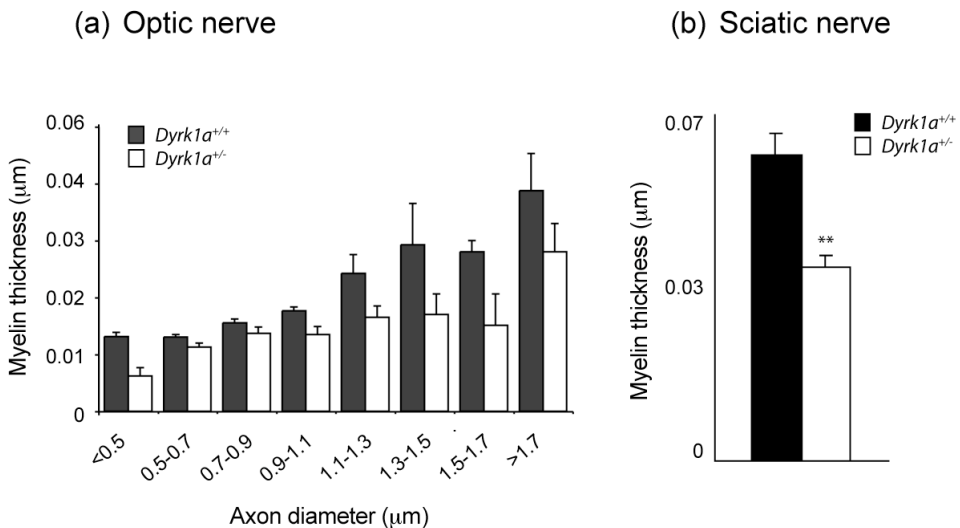 (a) Optic nerve
0.06
0.04
0.03
0.02
0.01
0
Myelin thickness (μm)
Dyrk1a+/+
Dyrk1a+/-
<0.5
0.5-0.7
0.7-0.9
0.9-1.1
1.1-1.3
1.3-1.5
1.5-1.7
>1.7
Axon diameter (μm)
(b) Sciatic nerve
0.07
0.03
0
Myelin thickness (μm)
Dyrk1a+/+
Dyrk1a+/-
**